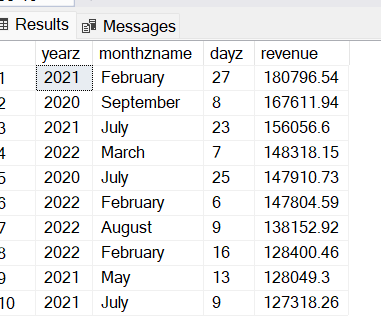 Results Messages
yearz monthzname dayz revenue
1 2021 February 27 180796.54
2 2020 September 8 167611.94
3 2021 July 23 156056.6
4 2022 March 7 148318.15
5 2020 July 25 147910.73
6 2022 February 6 147804.59
7 2022 August 9 138152.92
8 2022 February 16 128400.46
9 2021 May 13 128049.3
10 2021 July 9 127318.26